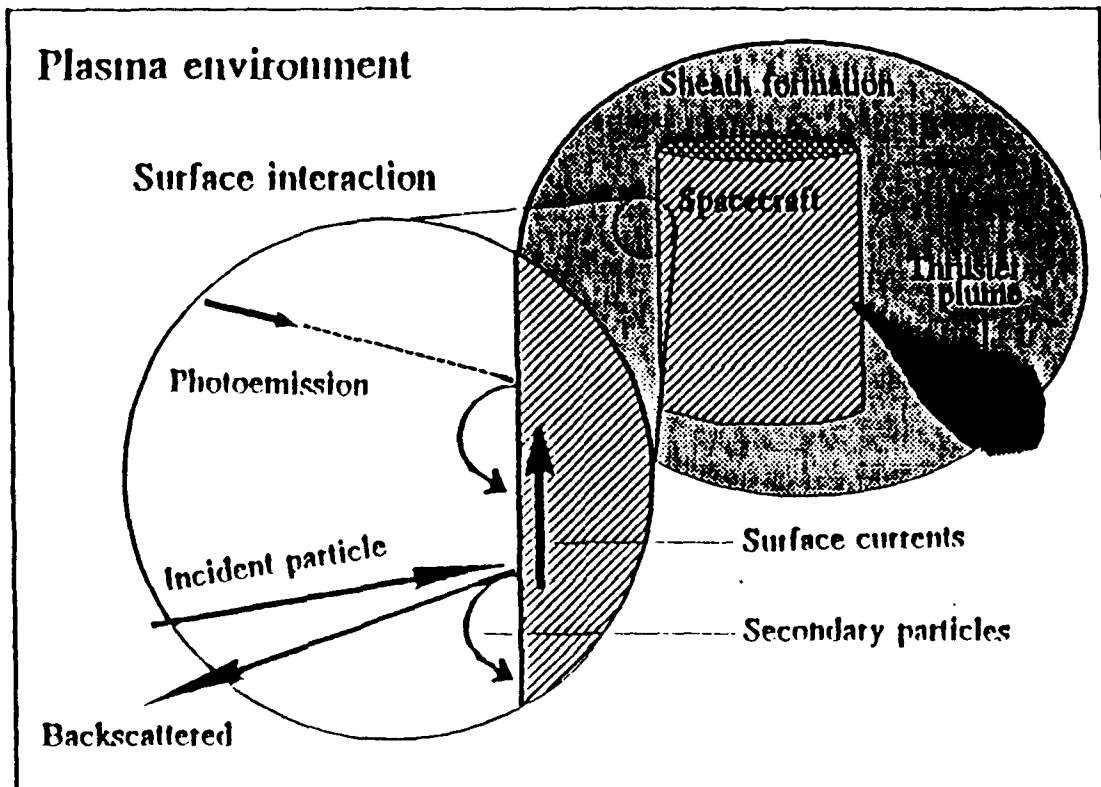 Plasma environment
Sheath formation
Surface interaction
Spacecraft
Thruster
plume
Photoemission
Incident particle
Surface currents
Secondary particles
Backscattered